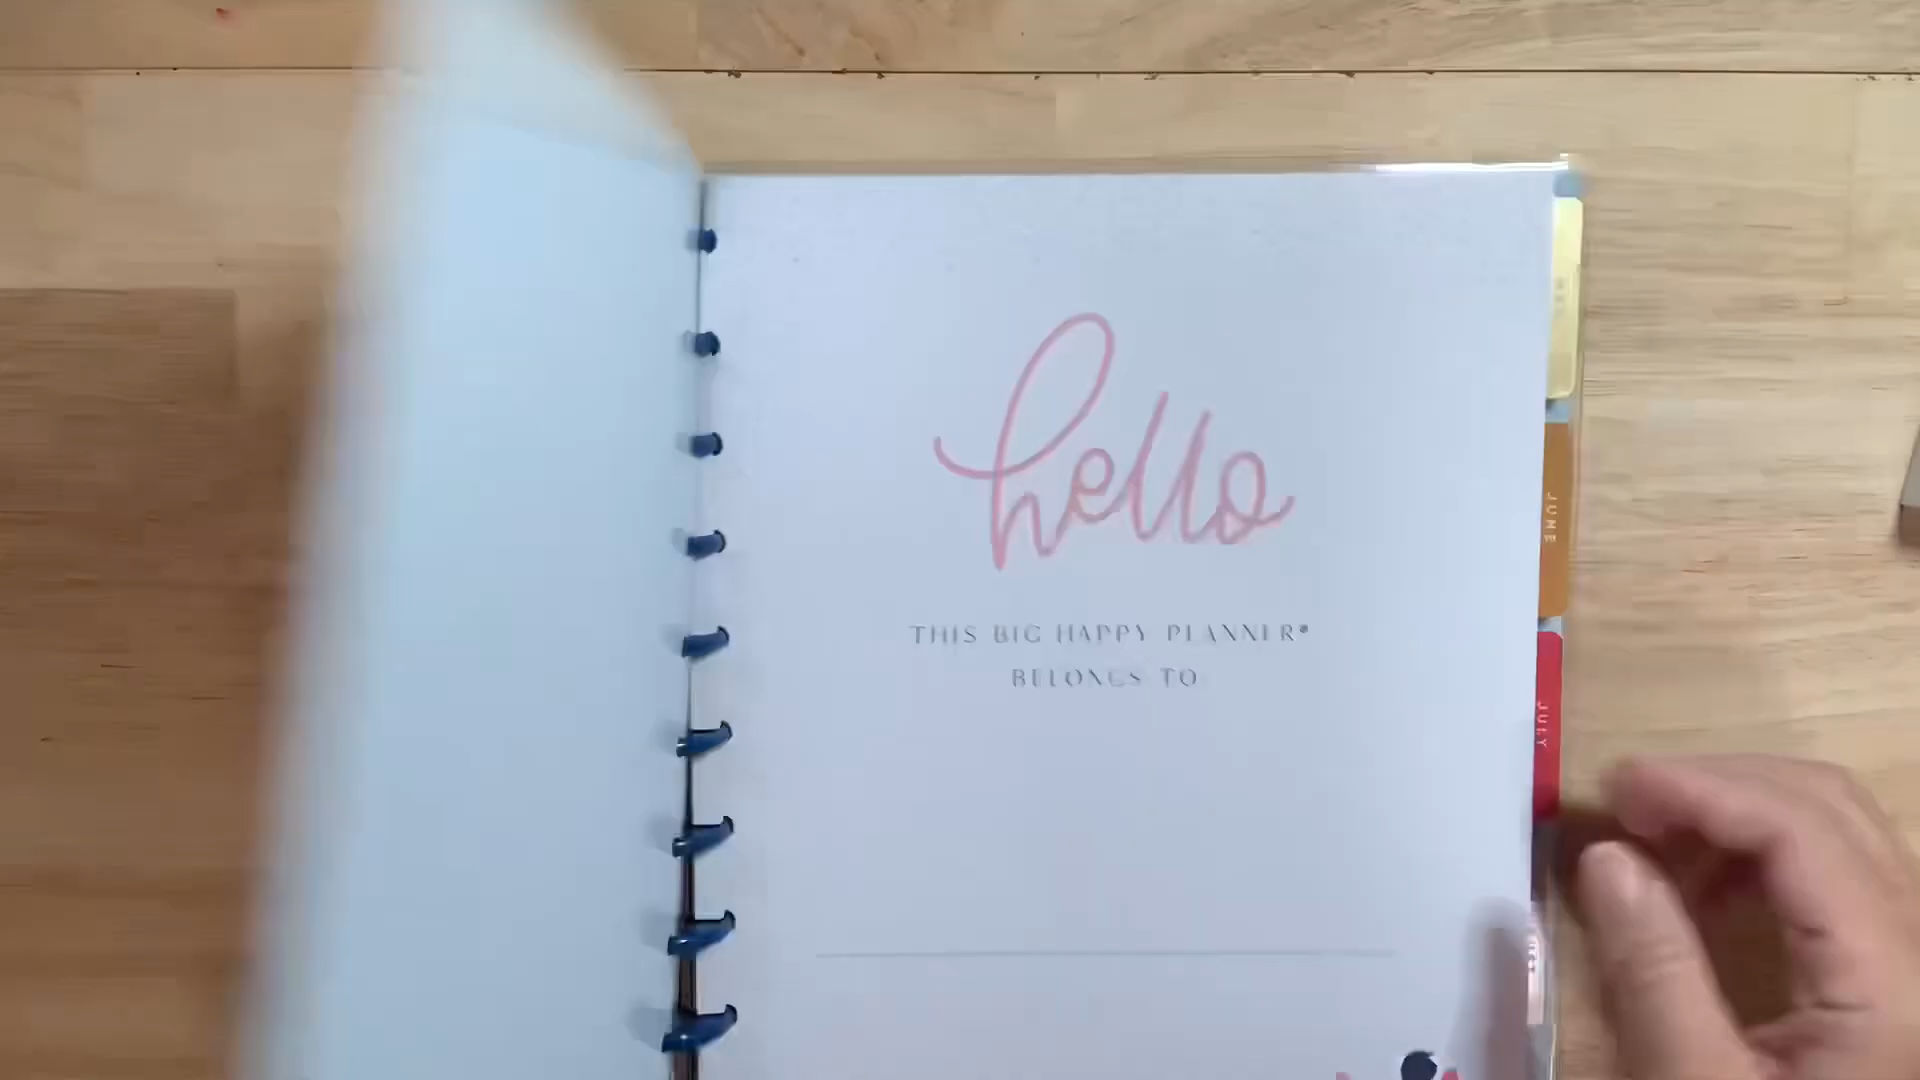 hello
THIS BIG HAPPY PLANNER®
BELONGS TO
JUNE
JULY